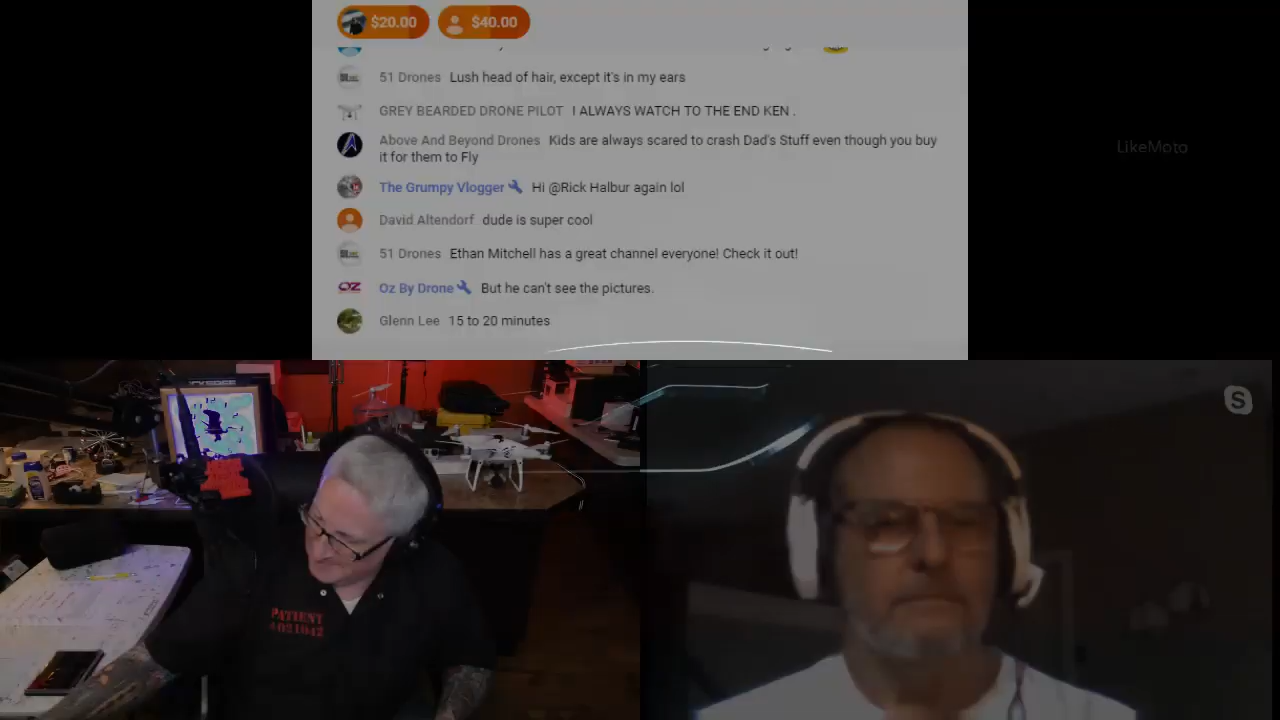 $20.00 $40.00
51 Drones Lush head of hair, except it's in my ears
GREY BEARDED DRONE PILOT I ALWAYS WATCH TO THE END KEN .
Above And Beyond Drones Kids are always scared to crash Dad's Stuff even though you buy
it for them to Fly
LikeMoto
The Grumpy Vlogger Hi @Rick Halbur again lol
David Altendorf dude is super cool
51 Drones Ethan Mitchell has a great channel everyone! Check it out!
OZ Oz By Drone But he can't see the pictures.
Glenn Lee 15 to 20 minutes
S
PATIENT
4021042